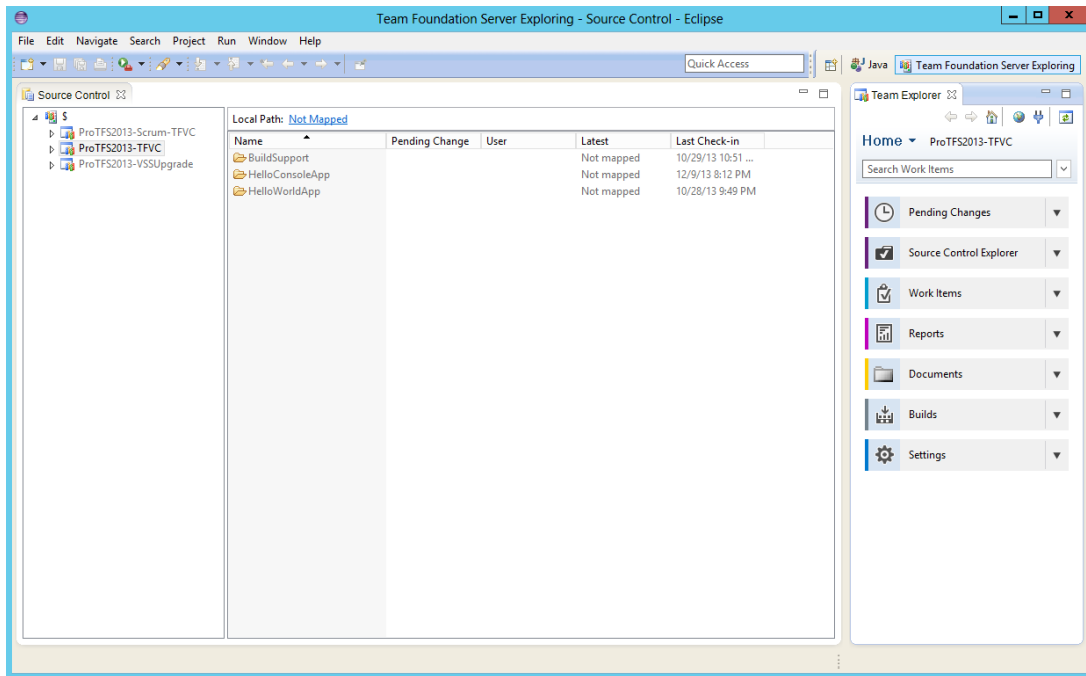 Team Foundation Server Exploring - Source Control - Eclipse
File Edit Navigate Search Project Run Window Help
Quick Access
Java
Team Foundation Server Exploring
Source Control
$
ProTFS2013-Scrum-TFVC
ProTFS2013-TFVC
ProTFS2013-VSSUpgrade
Local Path: Not Mapped
Name Pending Change User Latest Last Check-in
BuildSupport Not mapped 10/29/13 10:51 ...
HelloConsoleApp Not mapped 12/9/13 8:12 PM
HelloWorldApp Not mapped 10/28/13 9:49 PM
Team Explorer
Home ProTFS2013-TFVC
Search Work Items
Pending Changes
Source Control Explorer
Work Items
Reports
Documents
Builds
Settings